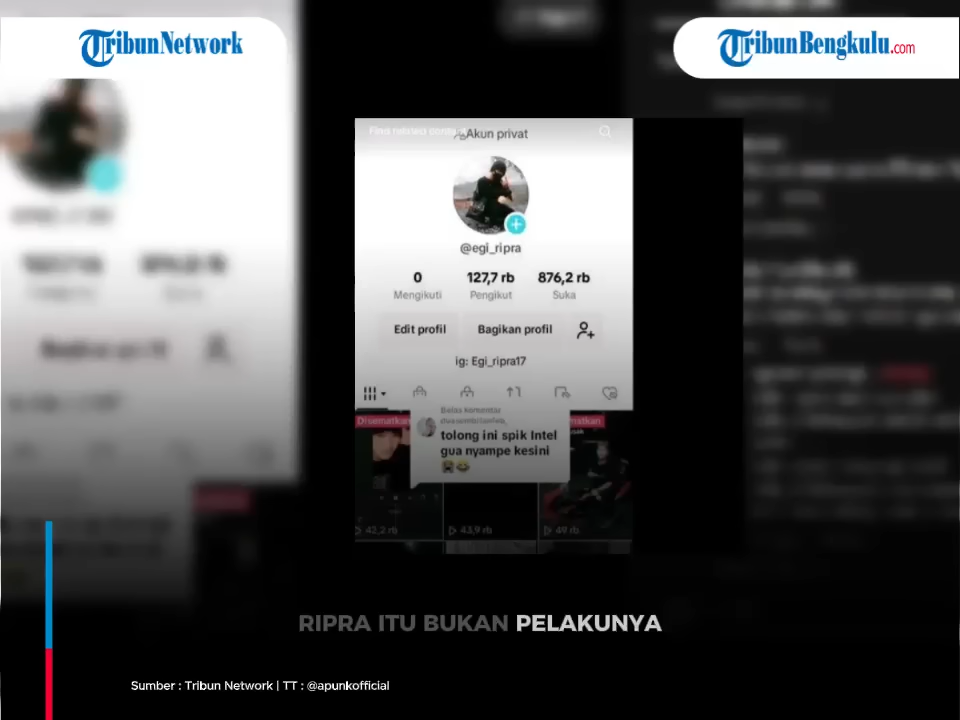 TribunNetwork
TribunBengkulu.com
Akun privat
@egi_ripra
0 127,7 rb 876,2 rb
Mengikuti Pengikut Suka
Edit profil Bagikan profil
ig: Egi_ripra17
Disematkan
tolong ini spik Intel
gua nyampe kesini
42,2 rb 43,9 rb 49 rb
RIPRA ITU BUKAN PELAKUNYA
Sumber : Tribun Network | TT : @apunkofficial